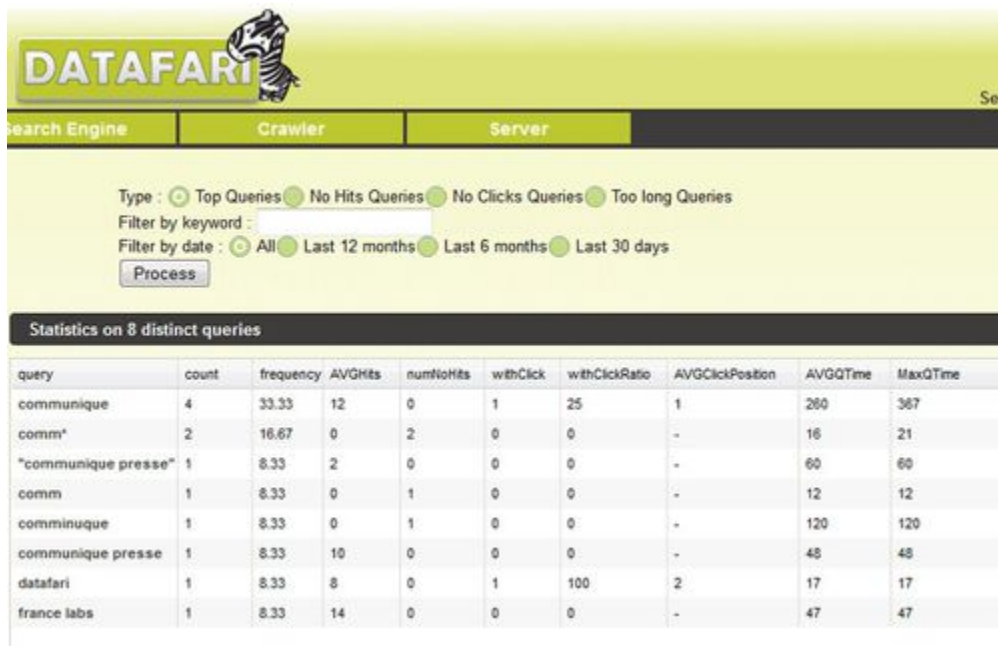 DATAFARI
Se
Search Engine Crawler Server
Type : Top Queries No Hits Queries No Clicks Queries Too long Queries
Filter by keyword :
Filter by date : All Last 12 months Last 6 months Last 30 days
Process
Statistics on 8 distinct queries
query count frequency AVGHits numNoHits withClick withClickRatio AVGClickPosition AVGQTime MaxQTime
communique 4 33.33 12 0 1 25 1 260 367
comm* 2 16.67 0 2 0 0 - 16 21
"communique presse" 1 8.33 2 0 0 0 - 60 60
comm 1 8.33 0 1 0 0 - 12 12
comminuque 1 8.33 0 1 0 0 - 120 120
communique presse 1 8.33 10 0 0 0 - 48 48
datafari 1 8.33 8 0 1 100 2 17 17
france labs 1 8.33 14 0 0 0 - 47 47